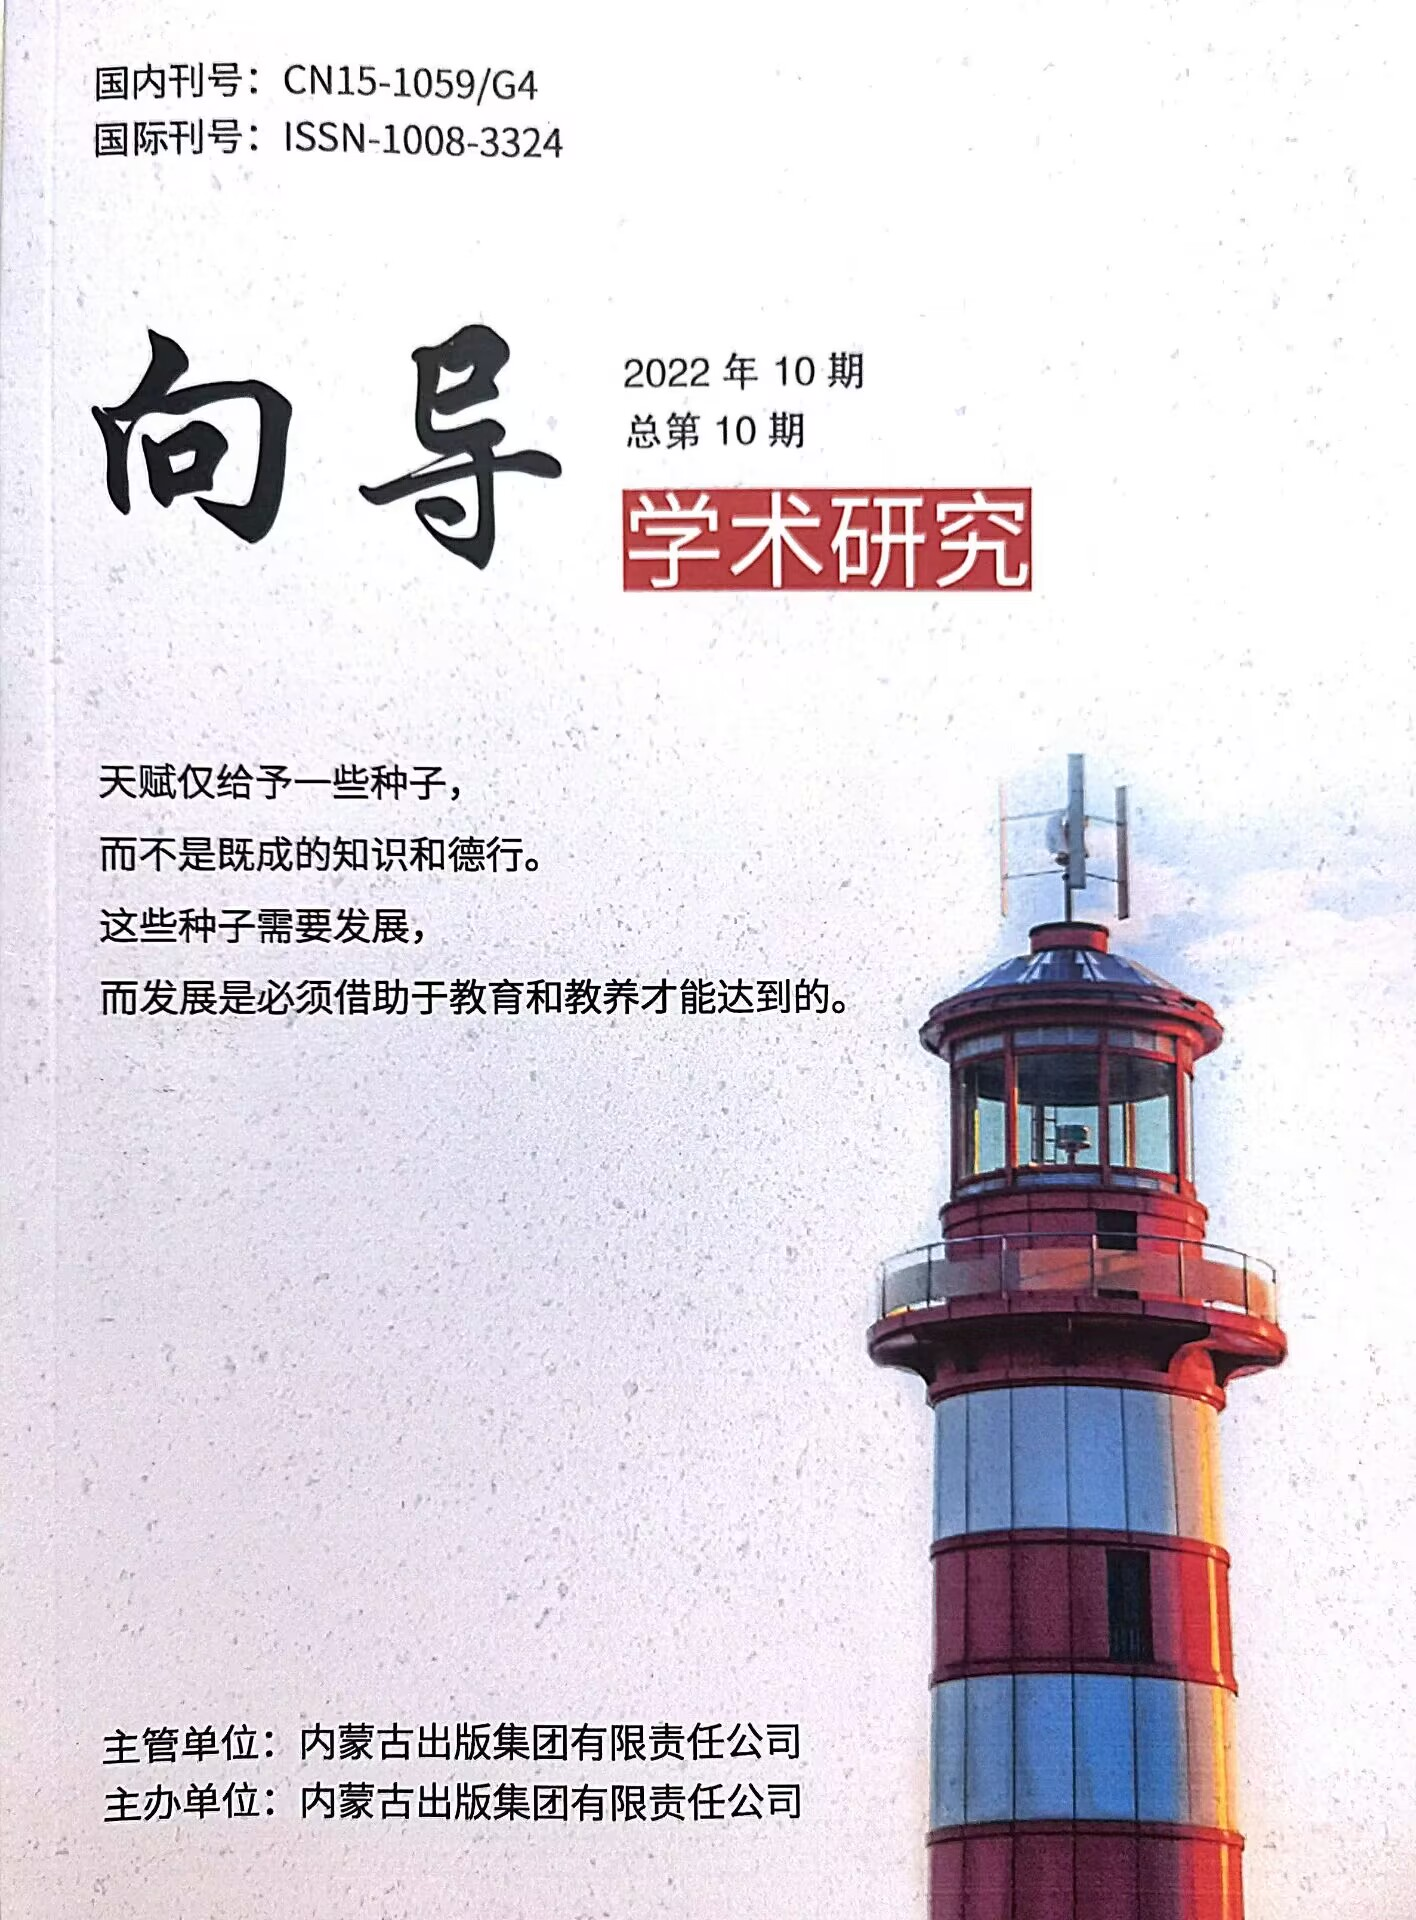 国内刊号：CN15-1059/G4
国际刊号：ISSN-1008-3324
向导
2022 年 10 期
总第 10 期
学术研究
天赋仅给予一些种子，
而不是既成的知识和德行。
这些种子需要发展，
而发展是必须借助于教育和教养才能达到的。
主管单位：内蒙古出版集团有限责任公司
主办单位：内蒙古出版集团有限责任公司